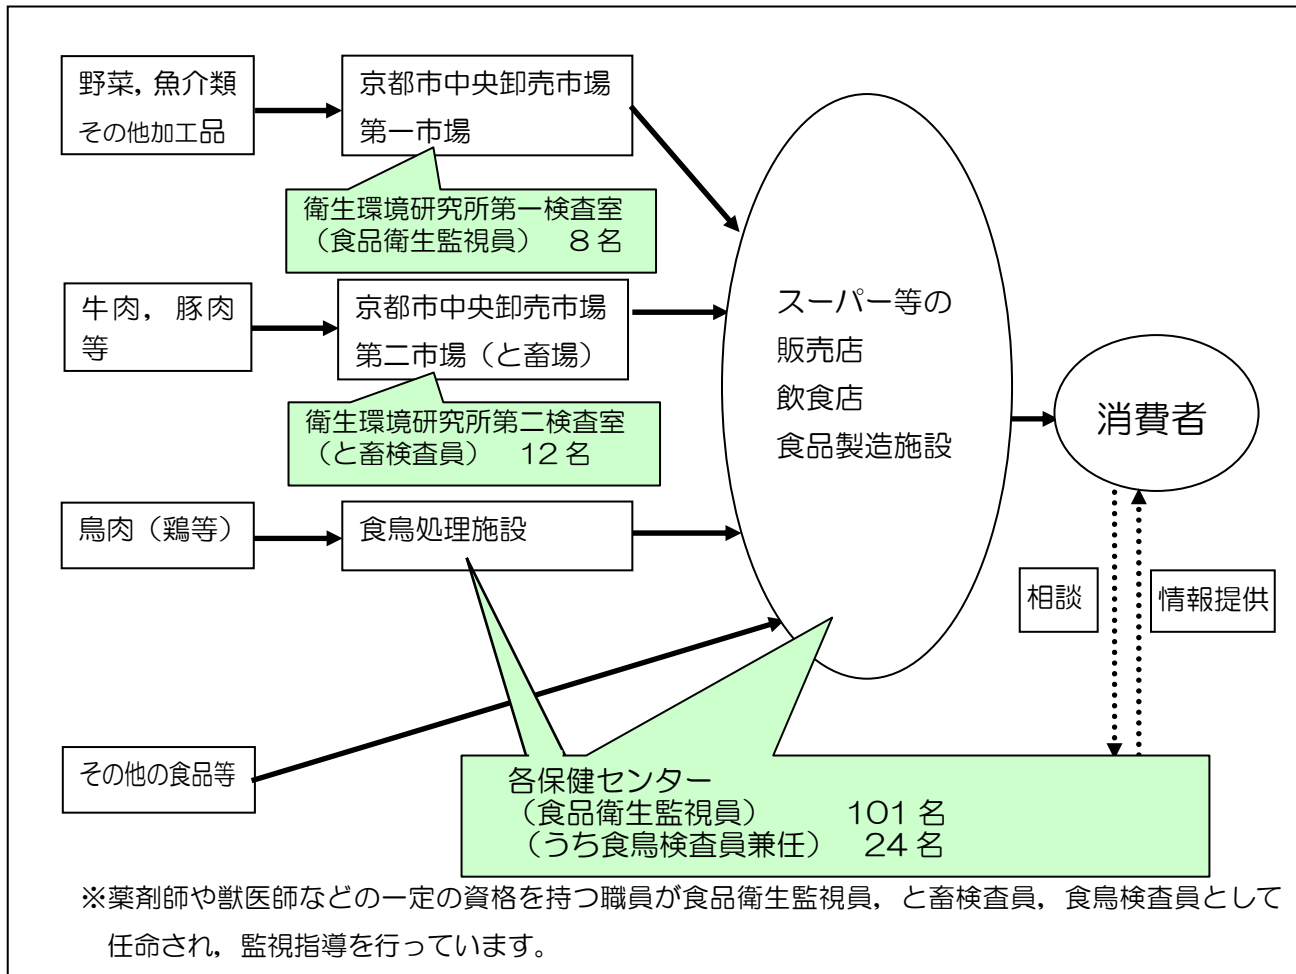 野菜，魚介類
その他加工品
京都市中央卸売市場
第一市場
衛生環境研究所第一検査室
（食品衛生監視員）　８名
牛肉，豚肉
等
京都市中央卸売市場
第二市場（と畜場）
衛生環境研究所第二検査室
（と畜検査員）　12名
鳥肉（鶏等）
食鳥処理施設
その他の食品等
スーパー等の
販売店
飲食店
食品製造施設
消費者
相談
情報提供
各保健センター
（食品衛生監視員）　101名
（うち食鳥検査員兼任）　24名
※薬剤師や獣医師などの一定の資格を持つ職員が食品衛生監視員，と畜検査員，食鳥検査員として
任命され，監視指導を行っています。